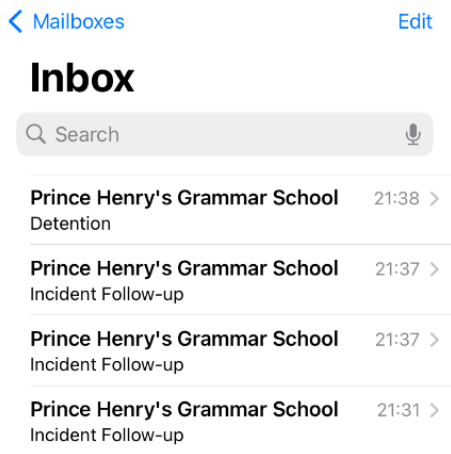 Mailboxes Edit
Inbox
Search
Prince Henry's Grammar School 21:38
Detention
Prince Henry's Grammar School 21:37
Incident Follow-up
Prince Henry's Grammar School 21:37
Incident Follow-up
Prince Henry's Grammar School 21:31
Incident Follow-up